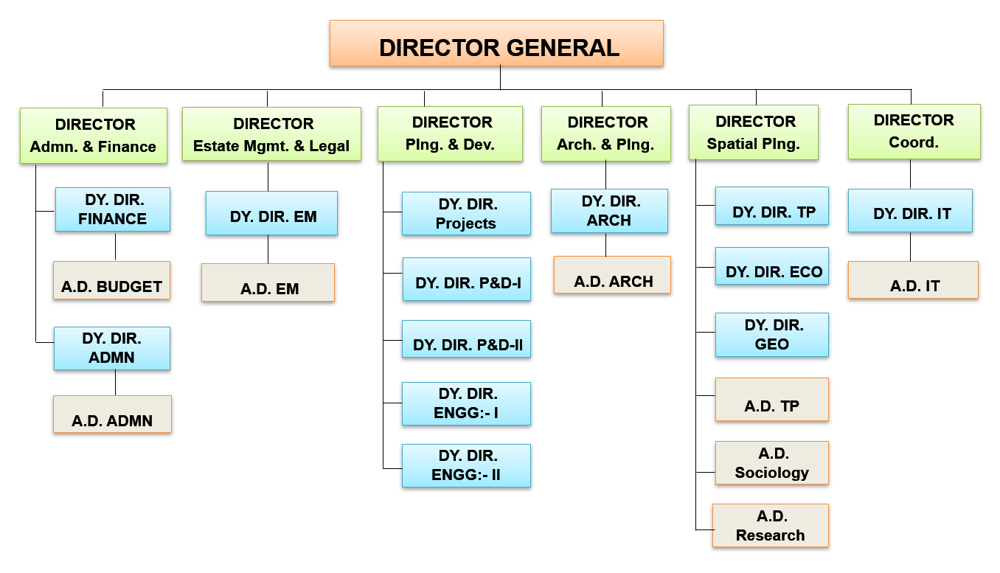 DIRECTOR GENERAL
DIRECTOR
Admn. & Finance
DIRECTOR
Estate Mgmt. & Legal
DIRECTOR
Plng. & Dev.
DIRECTOR
Arch. & Plng.
DIRECTOR
Spatial Plng.
DIRECTOR
Coord.
DY. DIR.
FINANCE
A.D. BUDGET
DY. DIR.
ADMN
A.D. ADMN
DY. DIR. EM
A.D. EM
DY. DIR.
Projects
DY. DIR. P&D-I
DY. DIR. P&D-II
DY. DIR.
ENGG:- I
DY. DIR.
ENGG:- II
DY. DIR.
ARCH
A.D. ARCH
DY. DIR. TP
DY. DIR. ECO
DY. DIR.
GEO
A.D. TP
A.D.
Sociology
A.D.
Research
DY. DIR. IT
A.D. IT